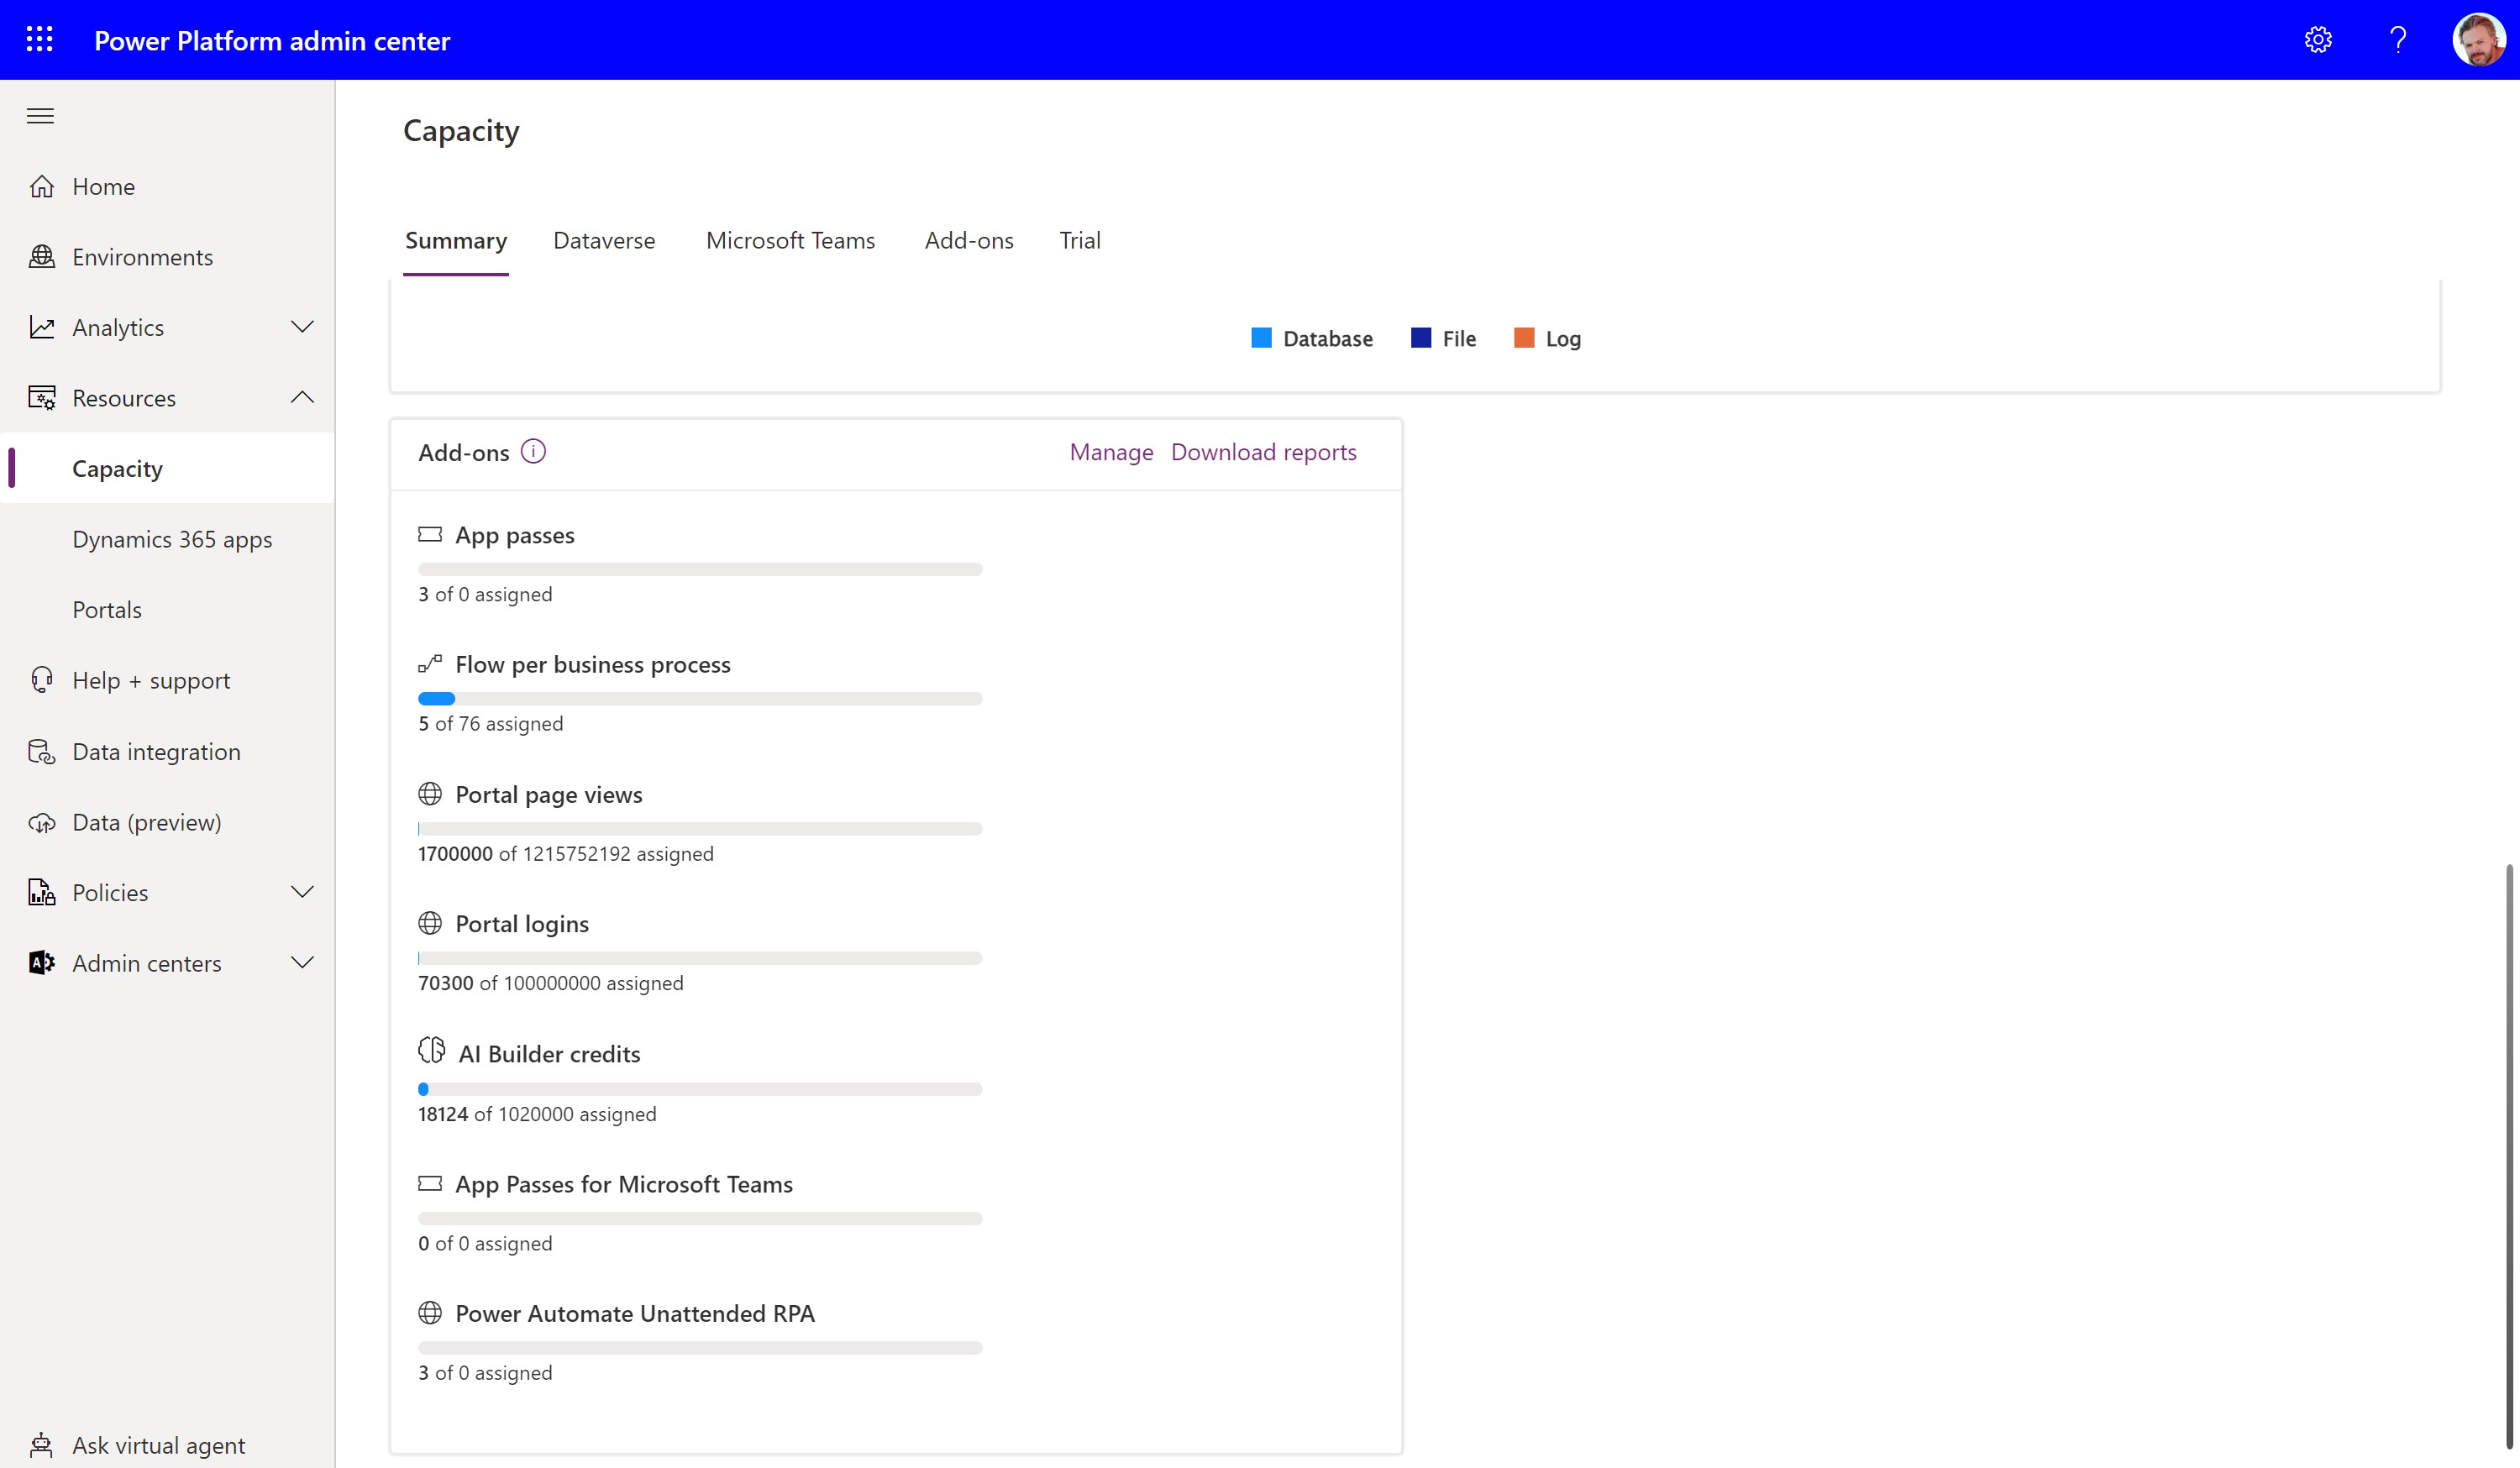 Power Platform admin center
Home
Environments
Analytics
Resources
Capacity
Dynamics 365 apps
Portals
Help + support
Data integration
Data (preview)
Policies
Admin centers
Ask virtual agent
Capacity
Summary Dataverse Microsoft Teams Add-ons Trial
Database File Log
Add-ons Manage Download reports
App passes
3 of 0 assigned
Flow per business process
5 of 76 assigned
Portal page views
1700000 of 1215752192 assigned
Portal logins
70300 of 100000000 assigned
AI Builder credits
18124 of 1020000 assigned
App Passes for Microsoft Teams
0 of 0 assigned
Power Automate Unattended RPA
3 of 0 assigned